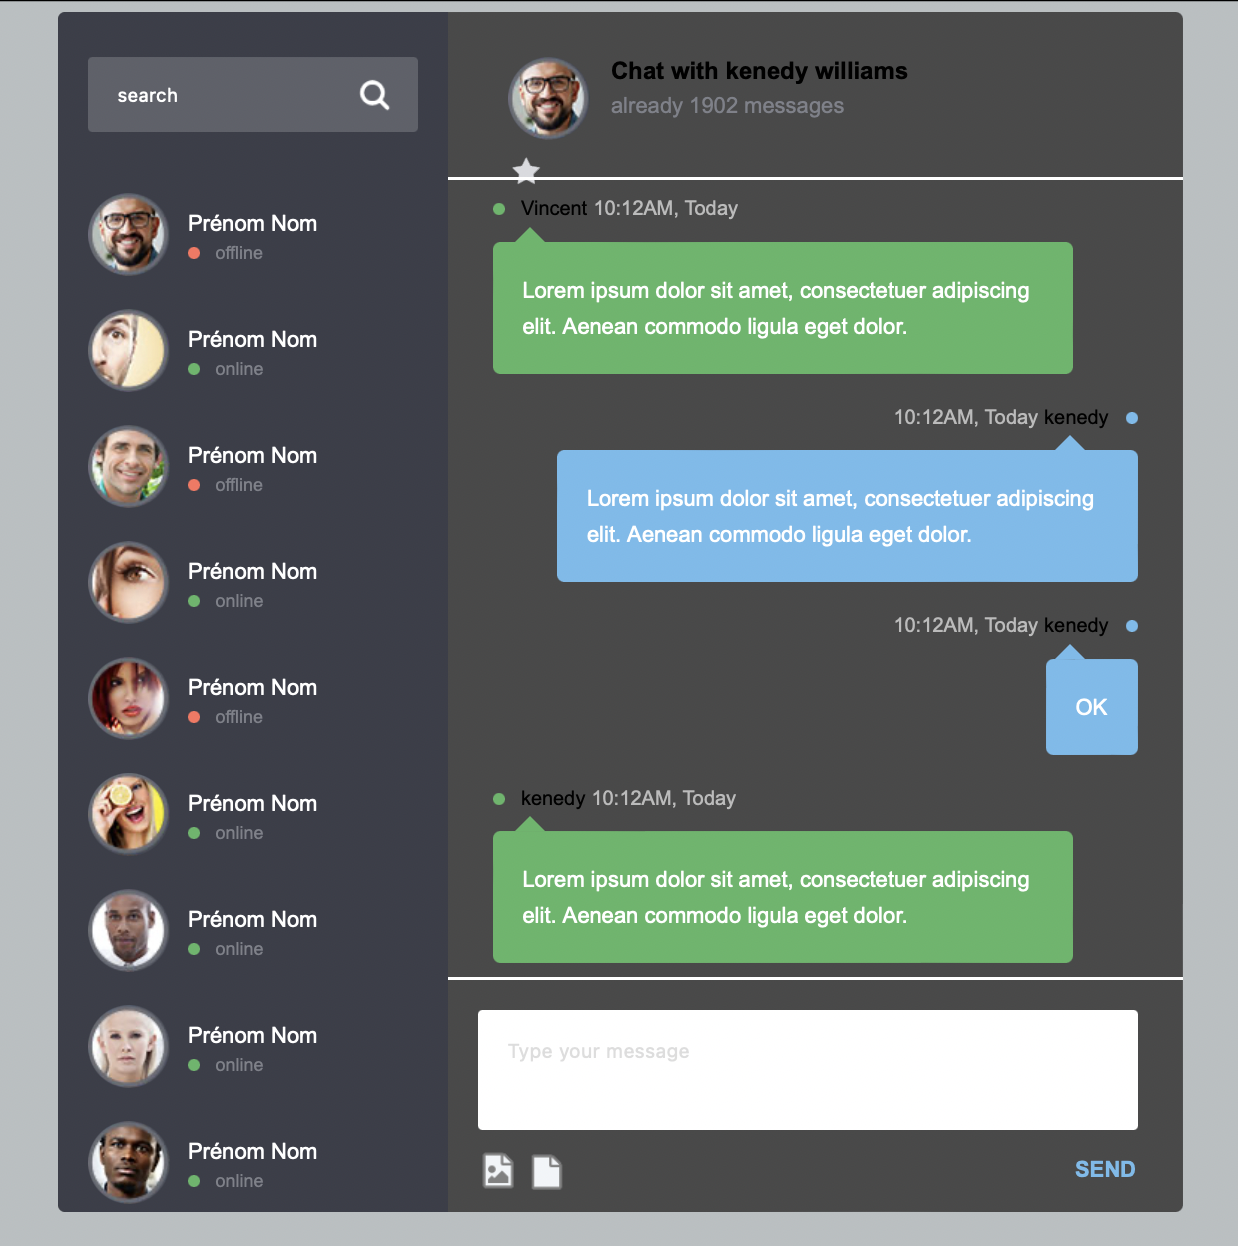 search
Prénom Nom
offline
Prénom Nom
online
Prénom Nom
offline
Prénom Nom
online
Prénom Nom
offline
Prénom Nom
online
Prénom Nom
online
Prénom Nom
online
Prénom Nom
online
Chat with kenedy williams
already 1902 messages
Vincent 10:12AM, Today
Lorem ipsum dolor sit amet, consectetuer adipiscing
elit. Aenean commodo ligula eget dolor.
10:12AM, Today kenedy
Lorem ipsum dolor sit amet, consectetuer adipiscing
elit. Aenean commodo ligula eget dolor.
10:12AM, Today kenedy
OK
kenedy 10:12AM, Today
Lorem ipsum dolor sit amet, consectetuer adipiscing
elit. Aenean commodo ligula eget dolor.
Type your message
SEND